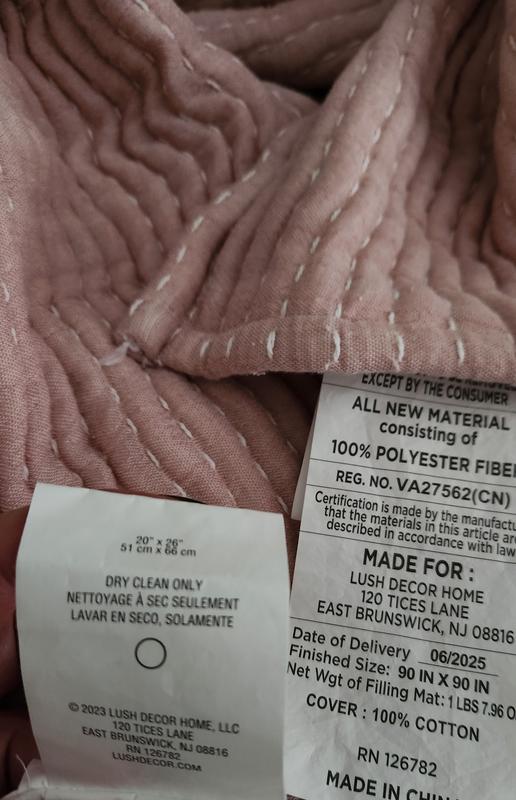 20" x 26"
51 cm x 66 cm
DRY CLEAN ONLY
NETTOYAGE À SEC SEULEMENT
LAVAR EN SECO, SOLAMENTE
© 2023 LUSH DECOR HOME, LLC
120 TICES LANE
EAST BRUNSWICK, NJ 08816
RN 126782
LUSHDECOR.COM
EXCEPT BY THE CONSUMER
ALL NEW MATERIAL
consisting of
100% POLYESTER FIBER
REG. NO. VA27562(CN)
Certification is made by the manufactu
that the materials in this article are
described in accordance with law
MADE FOR :
LUSH DECOR HOME
120 TICES LANE
EAST BRUNSWICK, NJ 08816
Date of Delivery 06/2025
Finished Size: 90 IN X 90 IN
Net Wgt of Filling Mat: 1 LBS 7.96 O
COVER : 100% COTTON
RN 126782
MADE IN CHINA